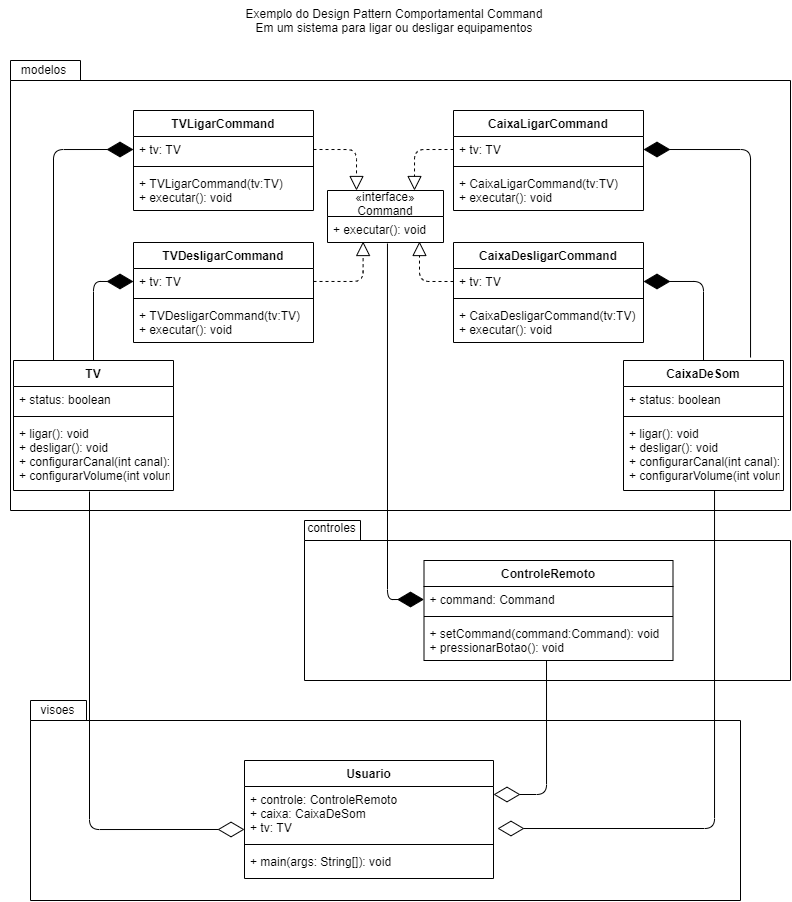 Exemplo do Design Pattern Comportamental Command
Em um sistema para ligar ou desligar equipamentos
modelos
TVLigarCommand
+ tv: TV
+ TVLigarCommand(tv:TV)
+ executar(): void
CaixaLigarCommand
+ tv: TV
+ CaixaLigarCommand(tv:TV)
+ executar(): void
«interface»
Command
+ executar(): void
TVDesligarCommand
+ tv: TV
+ TVDesligarCommand(tv:TV)
+ executar(): void
CaixaDesligarCommand
+ tv: TV
+ CaixaDesligarCommand(tv:TV)
+ executar(): void
TV
+ status: boolean
+ ligar(): void
+ desligar(): void
+ configurarCanal(int canal):
+ configurarVolume(int volun
CaixaDeSom
+ status: boolean
+ ligar(): void
+ desligar(): void
+ configurarCanal(int canal):
+ configurarVolume(int volun
controles
ControleRemoto
+ command: Command
+ setCommand(command:Command): void
+ pressionarBotao(): void
visoes
Usuario
+ controle: ControleRemoto
+ caixa: CaixaDeSom
+ tv: TV
+ main(args: String[]): void